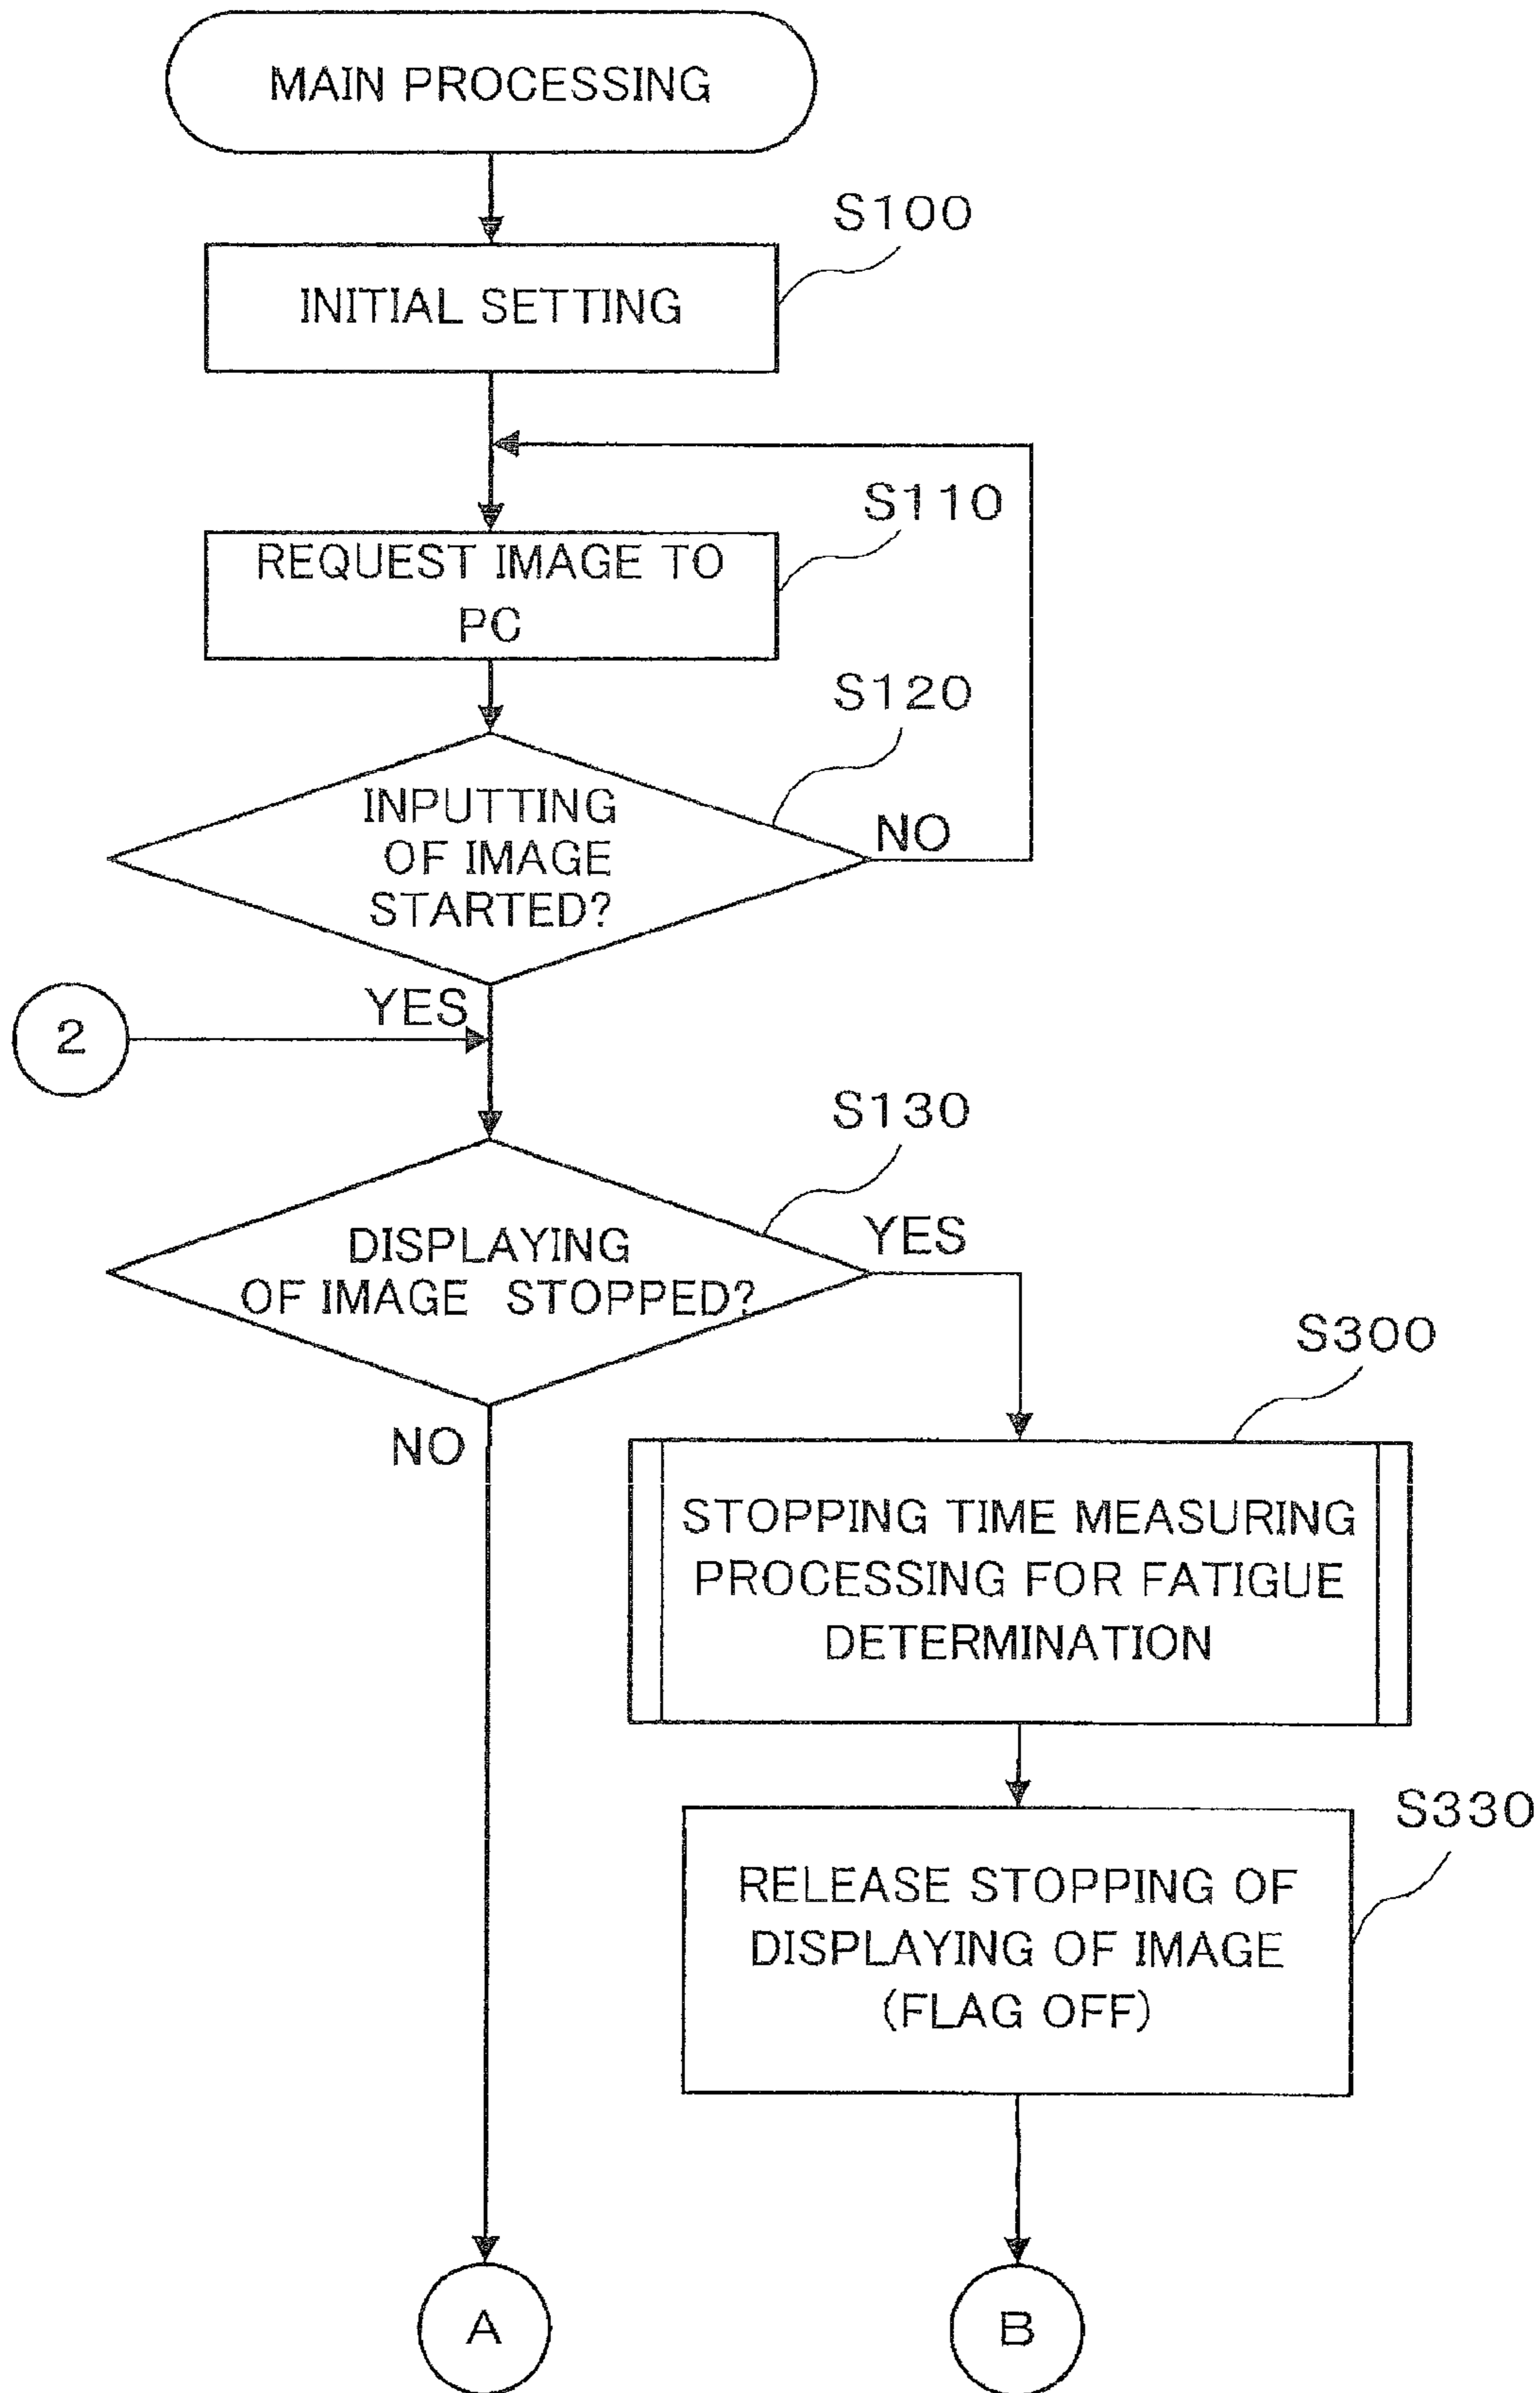 MAIN PROCESSING
S100
INITIAL SETTING
S110
REQUEST IMAGE TO
PC
S120
INPUTTING
OF IMAGE
STARTED?
NO
YES
2
S130
DISPLAYING
OF IMAGE STOPPED?
YES
NO
S300
STOPPING TIME MEASURING
PROCESSING FOR FATIGUE
DETERMINATION
S330
RELEASE STOPPING OF
DISPLAYING OF IMAGE
(FLAG OFF)
A
B